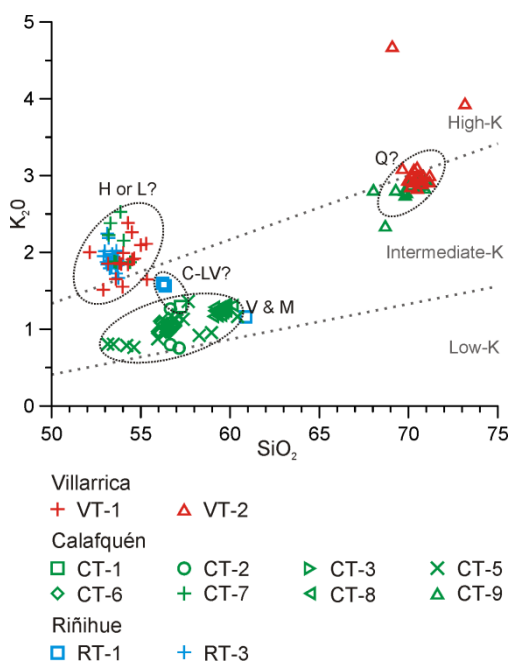 5
4
3
2
1
0
K₂0
High-K
Q?
H or L?
Intermediate-K
C-LV?
V & M
Low-K
50 55 60 65 70 75
SiO₂
Villarrica
VT-1 VT-2
Calafquén
CT-1 CT-2 CT-3 CT-5
CT-6 CT-7 CT-8 CT-9
Riñihue
RT-1 RT-3